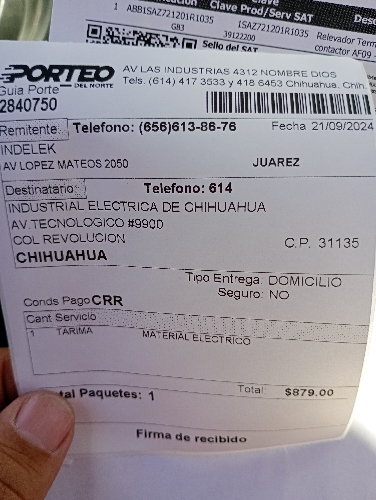 1 ABB1SAZ721201R1035 1SAZ721201R1035 Relevador Term
GB3 39122200 contactor AF09
Clave Prod/Serv SAT Desc
Sello del SAT
PORTEO
DEL NORTE
AV LAS INDUSTRIAS 4312 NOMBRE DIOS
Tels. (614) 417 3533 y 418 6453 Chihuahua, Chih.
Guia Porte
2840750
Remitente: Telefono: (656)613-86-76 Fecha 21/09/2024
INDELEK
AV LOPEZ MATEOS 2050 JUAREZ
Destinatario: Telefono: 614
INDUSTRIAL ELECTRICA DE CHIHUAHUA
AV.TECNOLOGICO #9900
COL REVOLUCION C.P. 31135
CHIHUAHUA
Tipo Entrega: DOMICILIO
Seguro: NO
Conds Pago CRR
Cant Servicio
1 TARIMA MATERIAL ELECTRICO
tal Paquetes: 1 Total $879.00
Firma de recibido